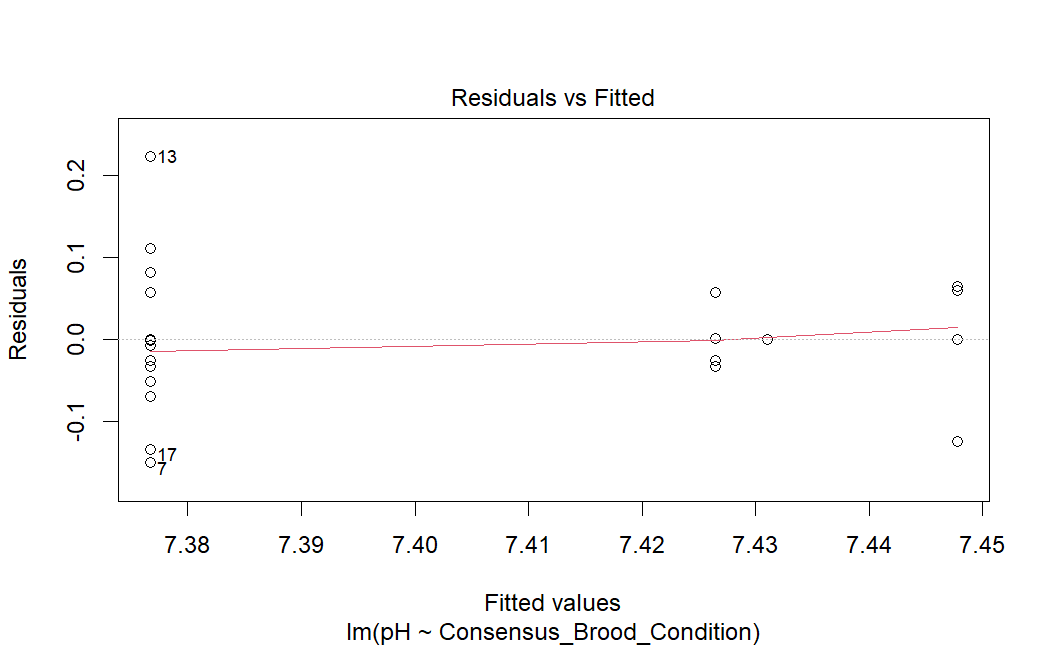 Residuals vs Fitted
Residuals
0.2
0.1
0.0
-0.1
13
17
7
7.38 7.39 7.40 7.41 7.42 7.43 7.44 7.45
Fitted values
lm(pH ~ Consensus_Brood_Condition)